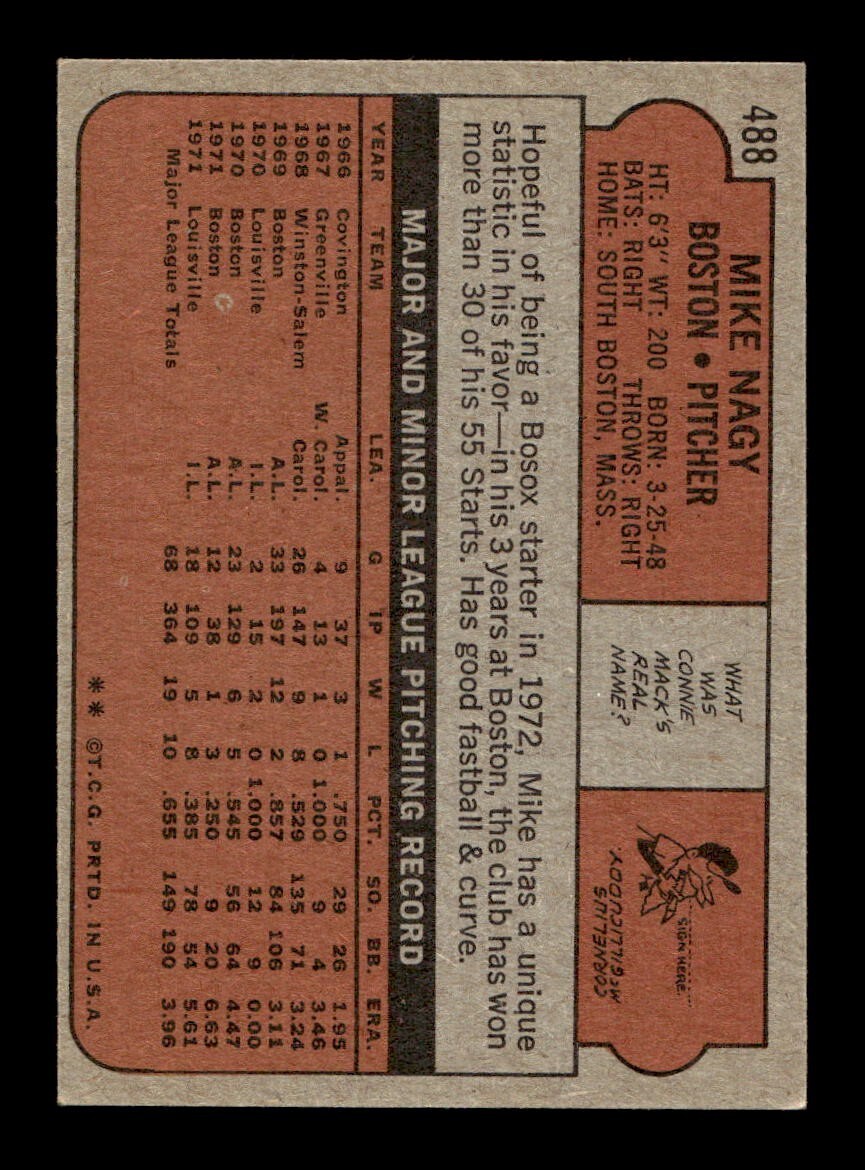 488
MIKE NAGY
BOSTON • PITCHER
HT: 6'3" WT: 200 BORN: 3-25-48
BATS: RIGHT THROWS: RIGHT
HOME: SOUTH BOSTON, MASS.
WHAT
WAS
CONNIE
MACK'S
REAL
NAME?
SIGN HERE.
CORNELIUS
McGILLICUDDY.
Hopeful of being a Bosox starter in 1972, Mike has a unique
statistic in his favor—in his 3 years at Boston, the club has won
more than 30 of his 55 Starts. Has good fastball & curve.
MAJOR AND MINOR LEAGUE PITCHING RECORD
YEAR TEAM LEA. G IP W L PCT. SO. BB. ERA.
1966 Covington Appal. 9 37 3 1 .750 29 26 1.95
1967 Greenville W. Carol. 4 13 1 0 1.000 9 4 3.46
1968 Winston-Salem Carol. 26 147 9 8 .529 135 71 3.24
1969 Boston A.L. 33 197 12 2 .857 84 106 3.11
1970 Louisville I.L. 2 15 2 0 1.000 12 9 0.00
1970 Boston A.L. 23 129 6 5 .545 56 64 4.47
1971 Boston A.L. 12 38 1 3 .250 9 20 6.63
1971 Louisville I.L. 18 109 5 8 .385 78 54 5.61
Major League Totals 68 364 19 10 .655 149 190 3.96
** ©T.C.G. PRTD. IN U.S.A.